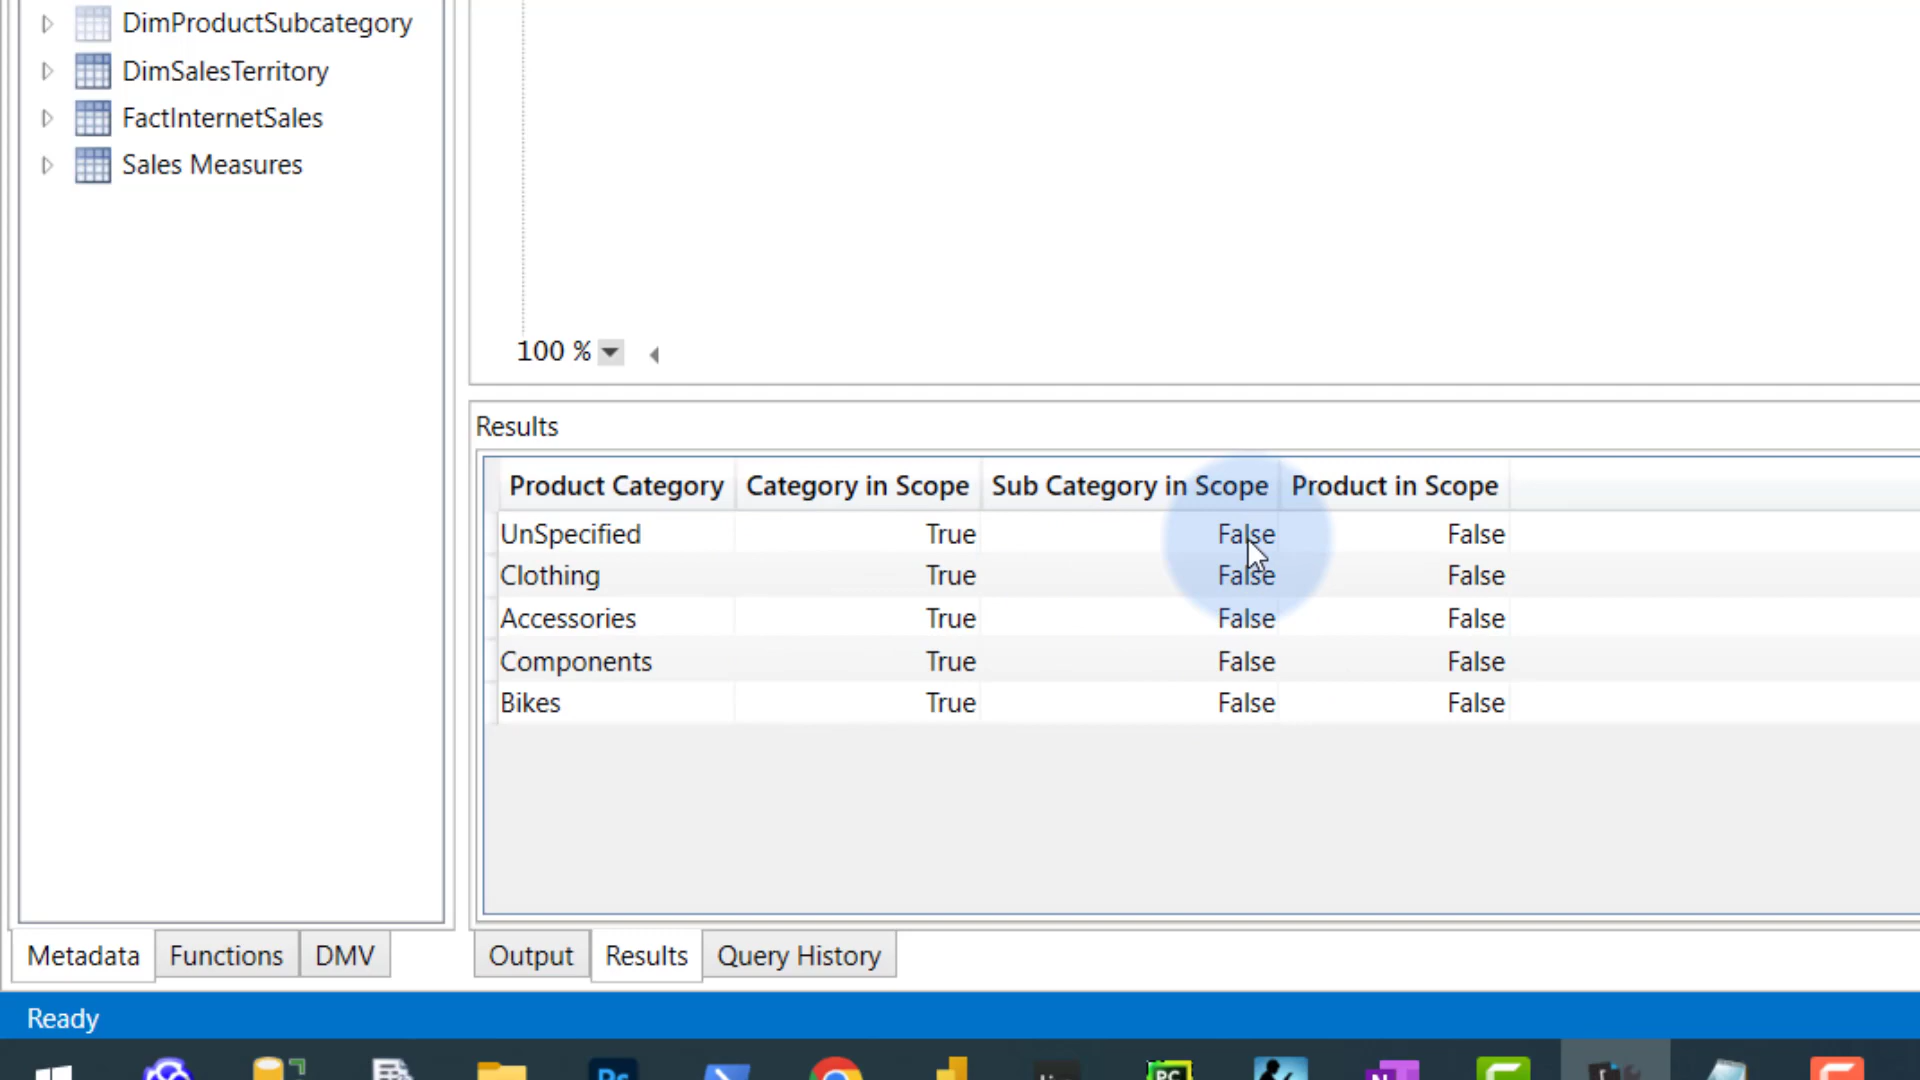 DimProductSubcategory
DimSalesTerritory
FactInternetSales
Sales Measures
100 %
Results
Product Category Category in Scope Sub Category in Scope Product in Scope
UnSpecified True False False
Clothing True False False
Accessories True False False
Components True False False
Bikes True False False
Metadata Functions DMV Output Results Query History
Ready
Ps PC N